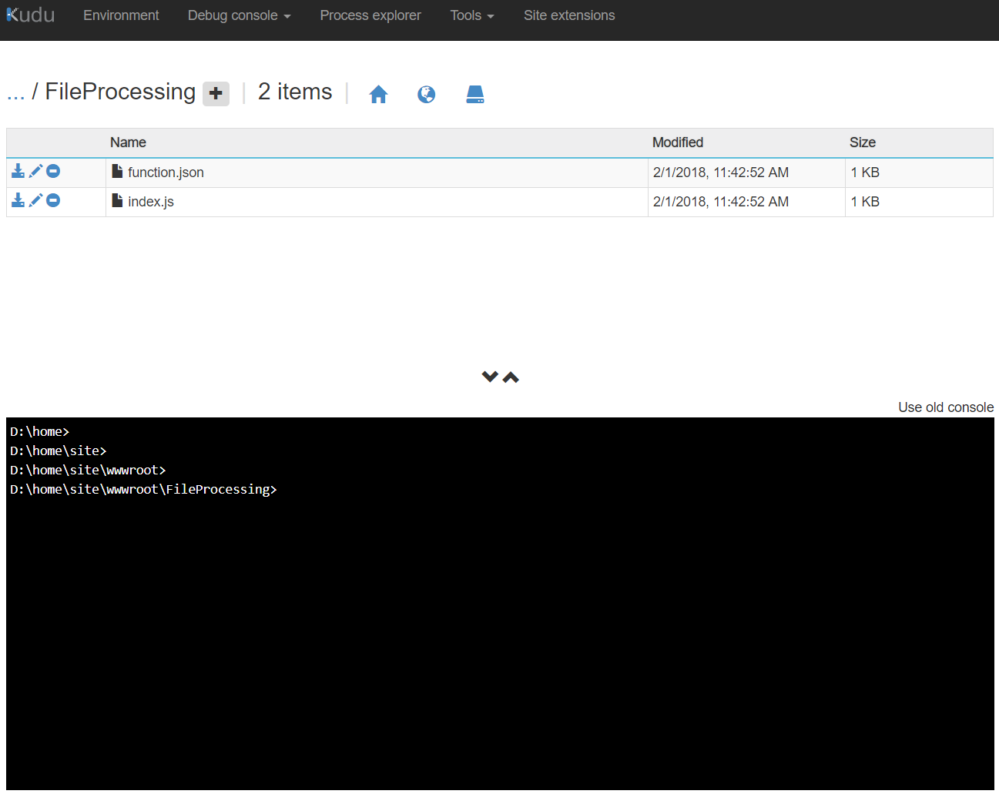 Kudu Environment Debug console Process explorer Tools Site extensions
... / FileProcessing | 2 items |
Name Modified Size
function.json 2/1/2018, 11:42:52 AM 1 KB
index.js 2/1/2018, 11:42:52 AM 1 KB
Use old console
D:\home>
D:\home\site>
D:\home\site\wwwroot>
D:\home\site\wwwroot\FileProcessing>